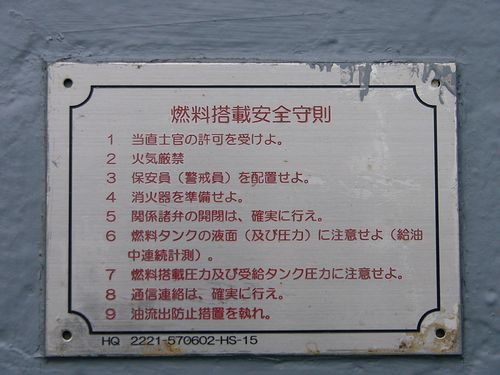 燃料搭載安全守則
1 当直士官の許可を受けよ。
2 火気厳禁
3 保安員（警戒員）を配置せよ。
4 消火器を準備せよ。
5 関係諸弁の開閉は、確実に行え。
6 燃料タンクの液面（及び圧力）に注意せよ（給油
中連続計測）。
7 燃料搭載圧力及び受給タンク圧力に注意せよ。
8 通信連絡は、確実に行え。
9 油流出防止措置を執れ。
HQ 2221-570602-HS-15